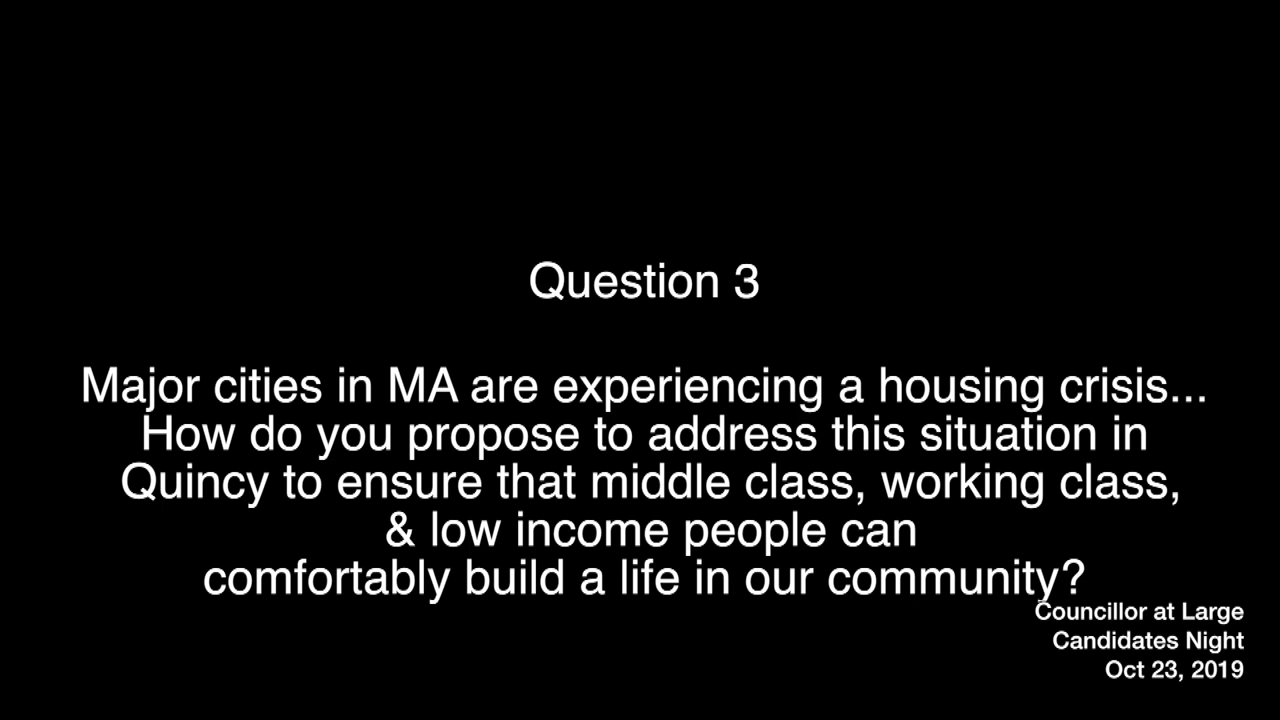 Question 3
Major cities in MA are experiencing a housing crisis...
How do you propose to address this situation in
Quincy to ensure that middle class, working class,
& low income people can
comfortably build a life in our community?
Councillor at Large
Candidates Night
Oct 23, 2019